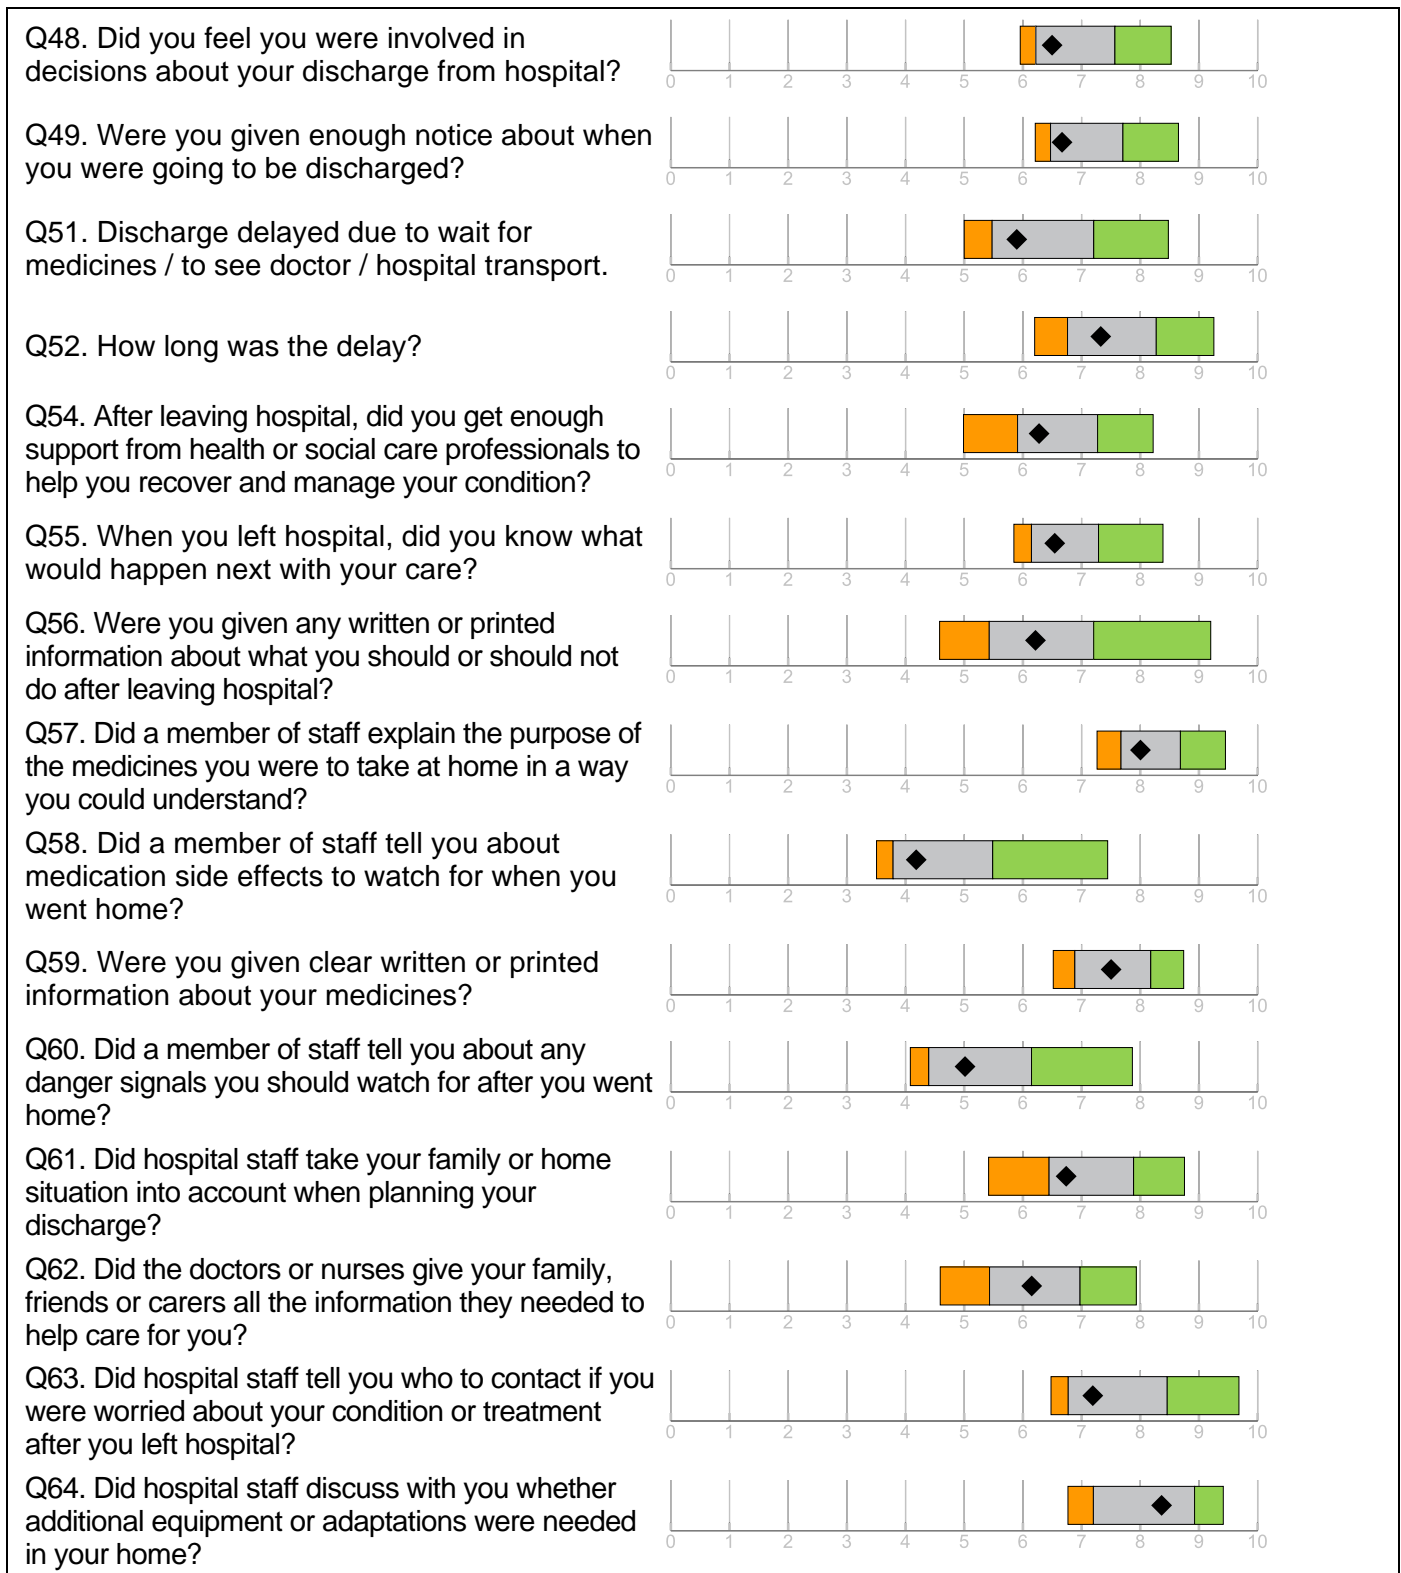 Q48. Did you feel you were involved in
decisions about your discharge from hospital?
0 1 2 3 4 5 6 7 8 9 10
Q49. Were you given enough notice about when
you were going to be discharged?
0 1 2 3 4 5 6 7 8 9 10
Q51. Discharge delayed due to wait for
medicines / to see doctor / hospital transport.
0 1 2 3 4 5 6 7 8 9 10
Q52. How long was the delay?
0 1 2 3 4 5 6 7 8 9 10
Q54. After leaving hospital, did you get enough
support from health or social care professionals to
help you recover and manage your condition?
0 1 2 3 4 5 6 7 8 9 10
Q55. When you left hospital, did you know what
would happen next with your care?
0 1 2 3 4 5 6 7 8 9 10
Q56. Were you given any written or printed
information about what you should or should not
do after leaving hospital?
0 1 2 3 4 5 6 7 8 9 10
Q57. Did a member of staff explain the purpose of
the medicines you were to take at home in a way
you could understand?
0 1 2 3 4 5 6 7 8 9 10
Q58. Did a member of staff tell you about
medication side effects to watch for when you
went home?
0 1 2 3 4 5 6 7 8 9 10
Q59. Were you given clear written or printed
information about your medicines?
0 1 2 3 4 5 6 7 8 9 10
Q60. Did a member of staff tell you about any
danger signals you should watch for after you went
home?
0 1 2 3 4 5 6 7 8 9 10
Q61. Did hospital staff take your family or home
situation into account when planning your
discharge?
0 1 2 3 4 5 6 7 8 9 10
Q62. Did the doctors or nurses give your family,
friends or carers all the information they needed to
help care for you?
0 1 2 3 4 5 6 7 8 9 10
Q63. Did hospital staff tell you who to contact if you
were worried about your condition or treatment
after you left hospital?
0 1 2 3 4 5 6 7 8 9 10
Q64. Did hospital staff discuss with you whether
additional equipment or adaptations were needed
in your home?
0 1 2 3 4 5 6 7 8 9 10